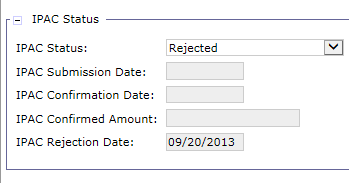 IPAC Status
IPAC Status: Rejected
IPAC Submission Date:
IPAC Confirmation Date:
IPAC Confirmed Amount:
IPAC Rejection Date: 09/20/2013